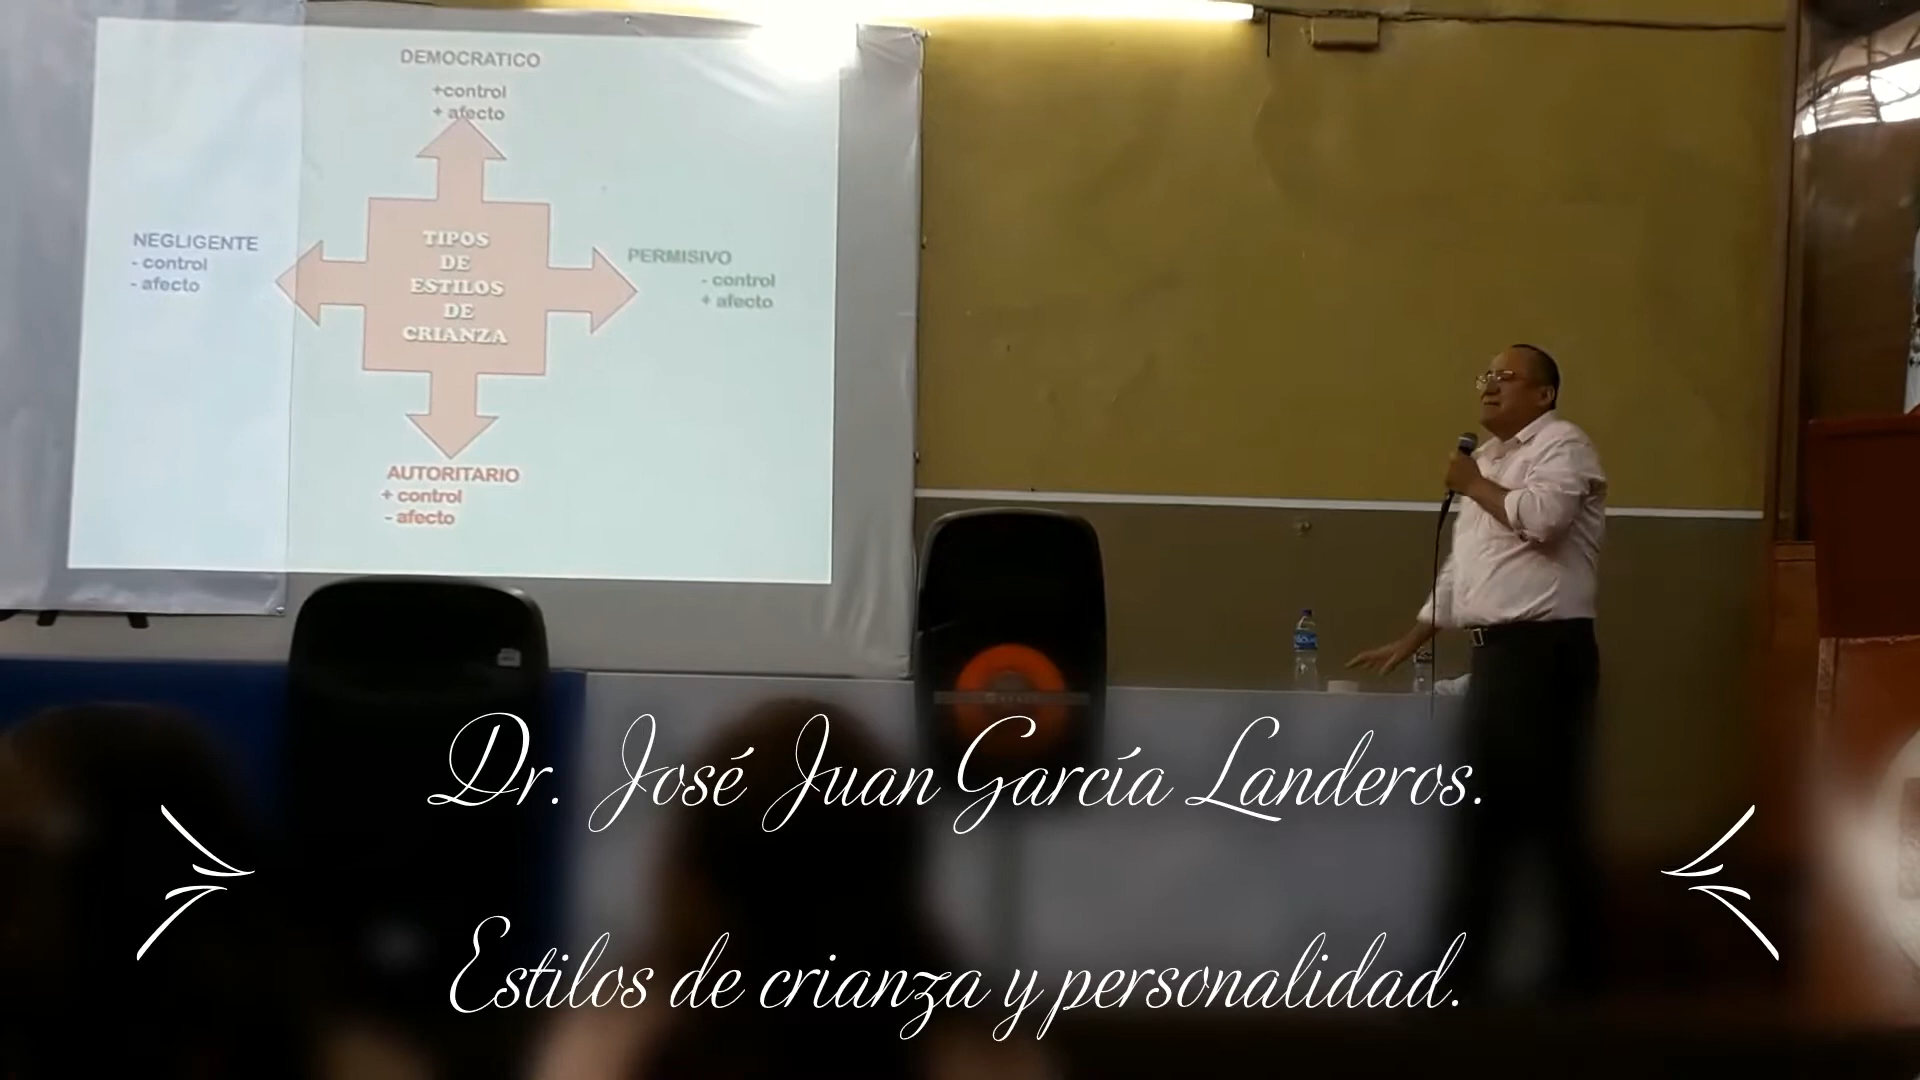 DEMOCRATICO
+control
+ afecto
NEGLIGENTE
- control
- afecto
TIPOS
DE
ESTILOS
DE
CRIANZA
PERMISIVO
- control
+ afecto
AUTORITARIO
+ control
- afecto
Dr. José Juan García Landeros.
Estilos de crianza y personalidad.